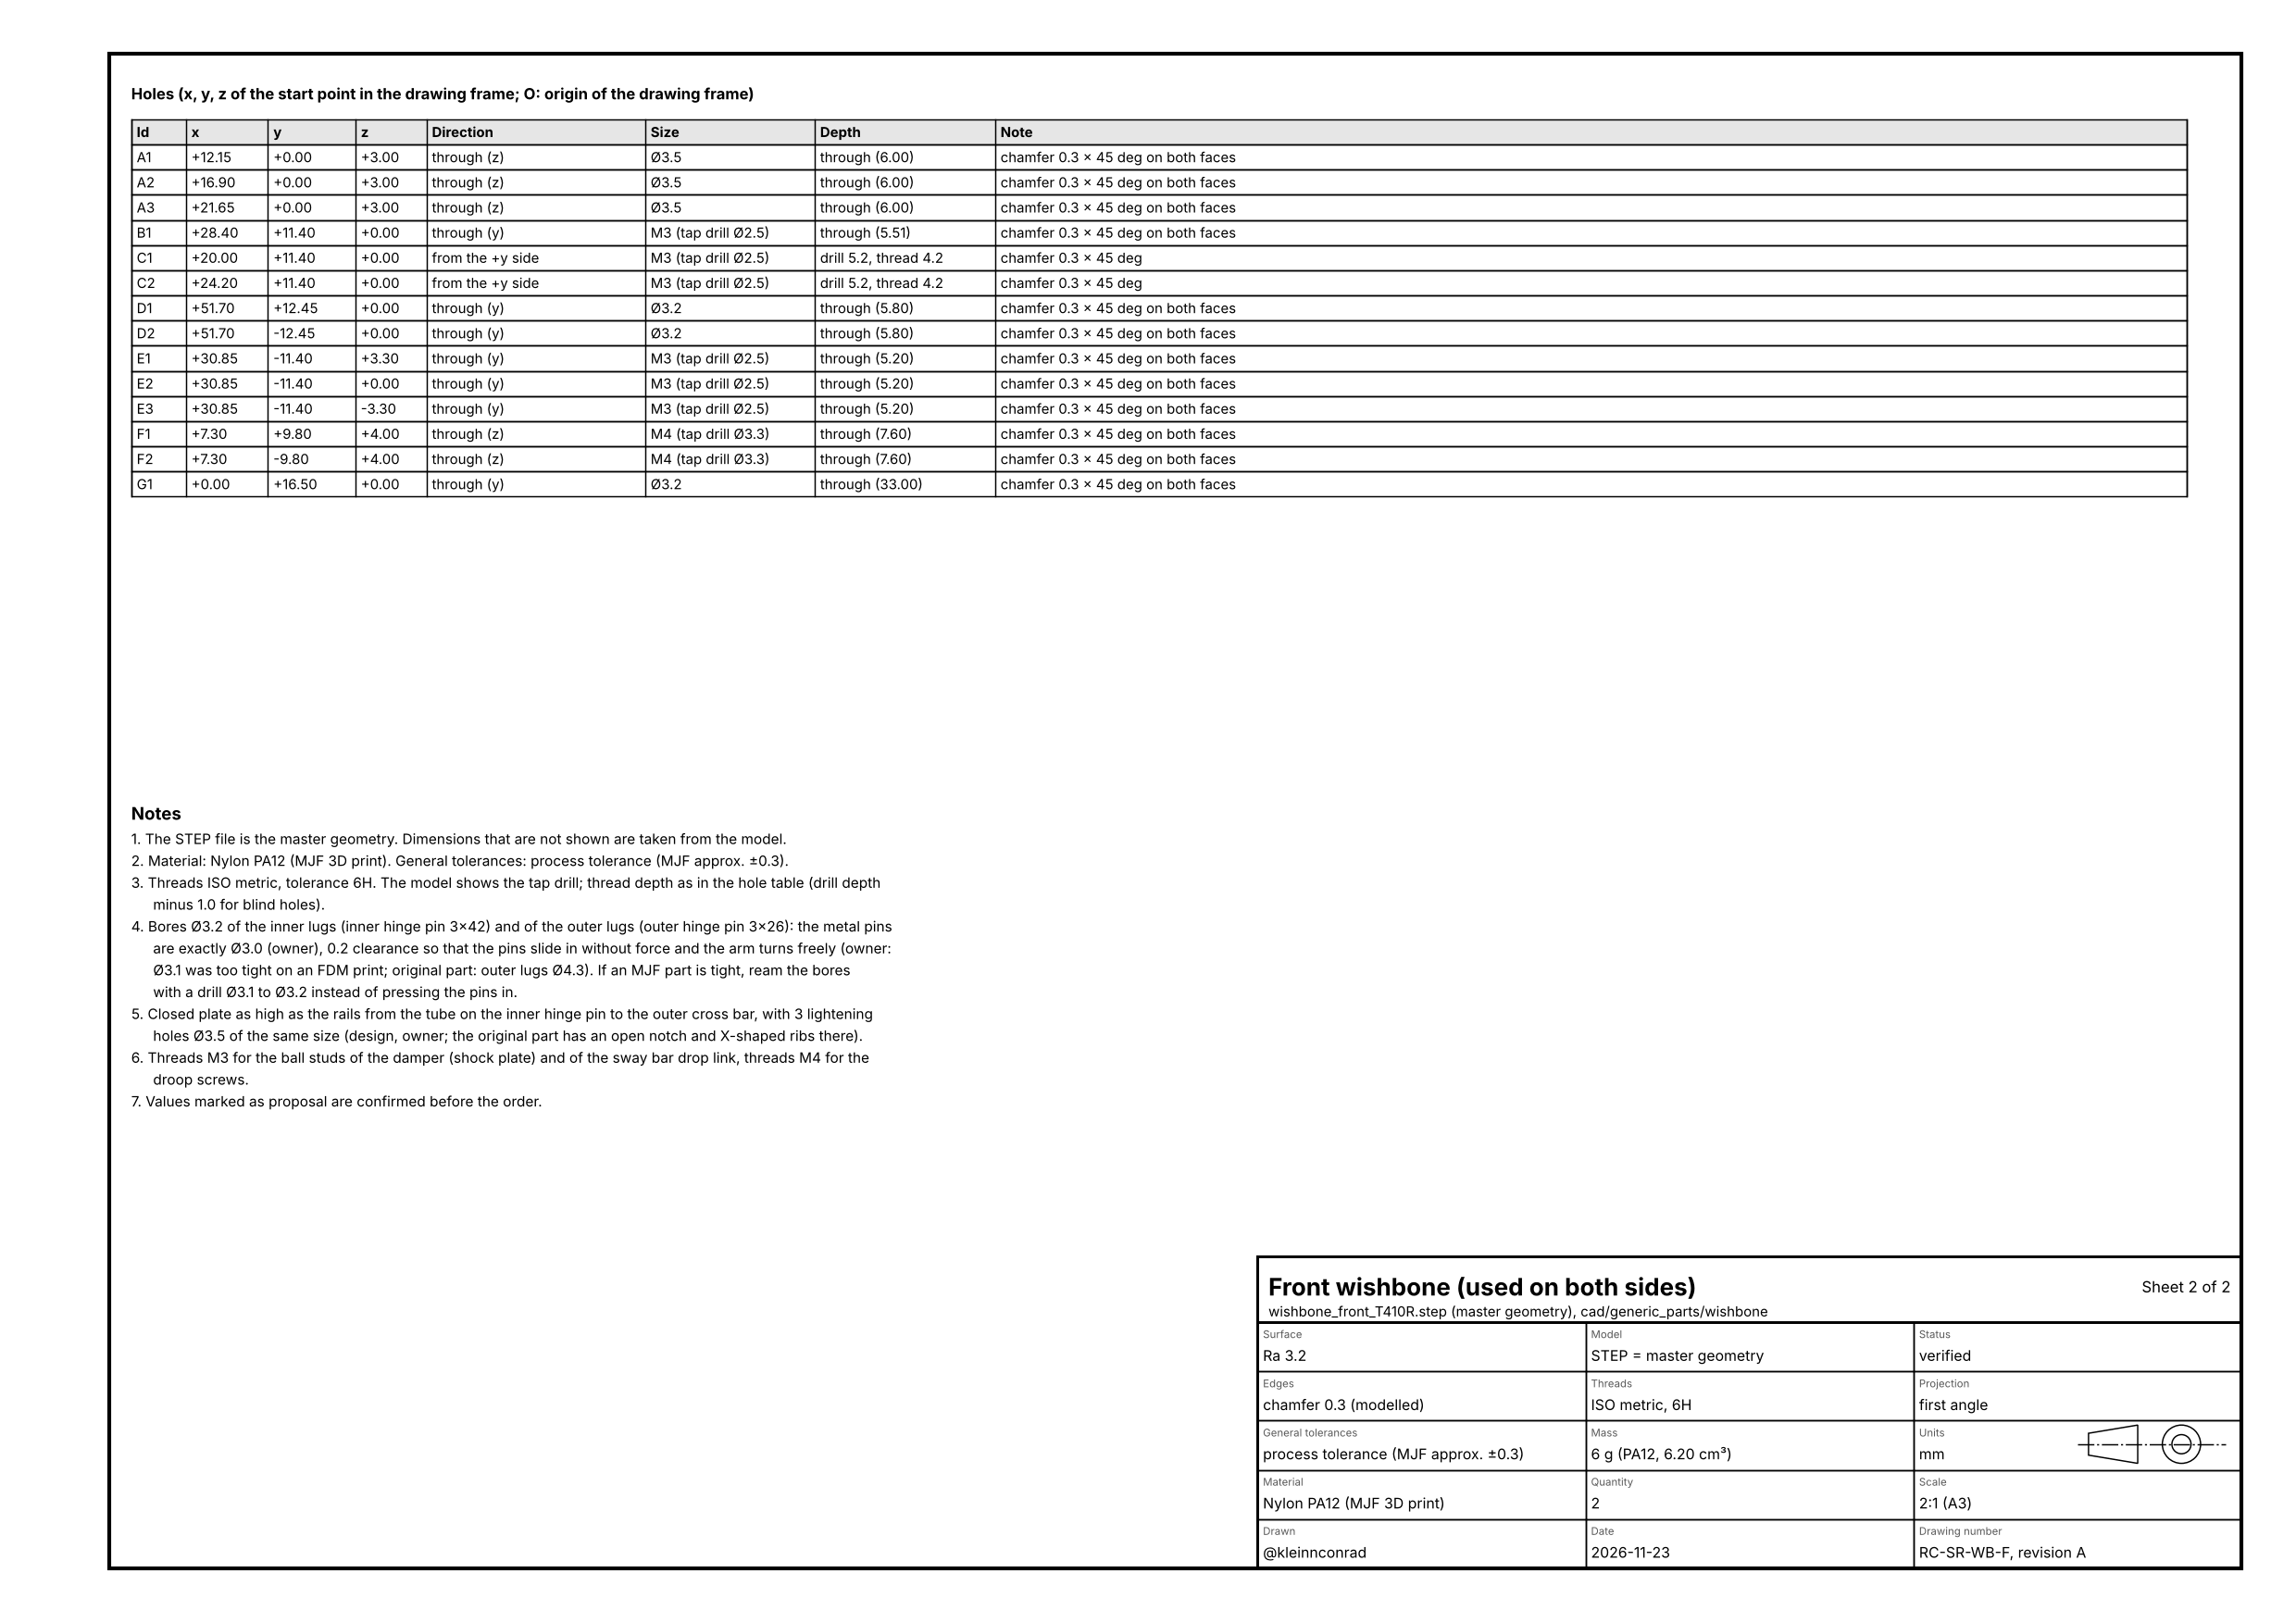 Holes (x, y, z of the start point in the drawing frame; O: origin of the drawing frame)
Id x y z Direction Size Depth Note
A1 +12.15 +0.00 +3.00 through (z) Ø3.5 through (6.00) chamfer 0.3 × 45 deg on both faces
A2 +16.90 +0.00 +3.00 through (z) Ø3.5 through (6.00) chamfer 0.3 × 45 deg on both faces
A3 +21.65 +0.00 +3.00 through (z) Ø3.5 through (6.00) chamfer 0.3 × 45 deg on both faces
B1 +28.40 +11.40 +0.00 through (y) M3 (tap drill Ø2.5) through (5.51) chamfer 0.3 × 45 deg on both faces
C1 +20.00 +11.40 +0.00 from the +y side M3 (tap drill Ø2.5) drill 5.2, thread 4.2 chamfer 0.3 × 45 deg
C2 +24.20 +11.40 +0.00 from the +y side M3 (tap drill Ø2.5) drill 5.2, thread 4.2 chamfer 0.3 × 45 deg
D1 +51.70 +12.45 +0.00 through (y) Ø3.2 through (5.80) chamfer 0.3 × 45 deg on both faces
D2 +51.70 -12.45 +0.00 through (y) Ø3.2 through (5.80) chamfer 0.3 × 45 deg on both faces
E1 +30.85 -11.40 +3.30 through (y) M3 (tap drill Ø2.5) through (5.20) chamfer 0.3 × 45 deg on both faces
E2 +30.85 -11.40 +0.00 through (y) M3 (tap drill Ø2.5) through (5.20) chamfer 0.3 × 45 deg on both faces
E3 +30.85 -11.40 -3.30 through (y) M3 (tap drill Ø2.5) through (5.20) chamfer 0.3 × 45 deg on both faces
F1 +7.30 +9.80 +4.00 through (z) M4 (tap drill Ø3.3) through (7.60) chamfer 0.3 × 45 deg on both faces
F2 +7.30 -9.80 +4.00 through (z) M4 (tap drill Ø3.3) through (7.60) chamfer 0.3 × 45 deg on both faces
G1 +0.00 +16.50 +0.00 through (y) Ø3.2 through (33.00) chamfer 0.3 × 45 deg on both faces
Notes
1. The STEP file is the master geometry. Dimensions that are not shown are taken from the model.
2. Material: Nylon PA12 (MJF 3D print). General tolerances: process tolerance (MJF approx. ±0.3).
3. Threads ISO metric, tolerance 6H. The model shows the tap drill; thread depth as in the hole table (drill depth
minus 1.0 for blind holes).
4. Bores Ø3.2 of the inner lugs (inner hinge pin 3×42) and of the outer lugs (outer hinge pin 3×26): the metal pins
are exactly Ø3.0 (owner), 0.2 clearance so that the pins slide in without force and the arm turns freely (owner:
Ø3.1 was too tight on an FDM print; original part: outer lugs Ø4.3). If an MJF part is tight, ream the bores
with a drill Ø3.1 to Ø3.2 instead of pressing the pins in.
5. Closed plate as high as the rails from the tube on the inner hinge pin to the outer cross bar, with 3 lightening
holes Ø3.5 of the same size (design, owner; the original part has an open notch and X-shaped ribs there).
6. Threads M3 for the ball studs of the damper (shock plate) and of the sway bar drop link, threads M4 for the
droop screws.
7. Values marked as proposal are confirmed before the order.
Front wishbone (used on both sides) Sheet 2 of 2
wishbone_front_T410R.step (master geometry), cad/generic_parts/wishbone
Surface Model Status
Ra 3.2 STEP = master geometry verified
Edges Threads Projection
chamfer 0.3 (modelled) ISO metric, 6H first angle
General tolerances Mass Units
process tolerance (MJF approx. ±0.3) 6 g (PA12, 6.20 cm³) mm
Material Quantity Scale
Nylon PA12 (MJF 3D print) 2 2:1 (A3)
Drawn Date Drawing number
@kleinnconrad 2026-11-23 RC-SR-WB-F, revision A